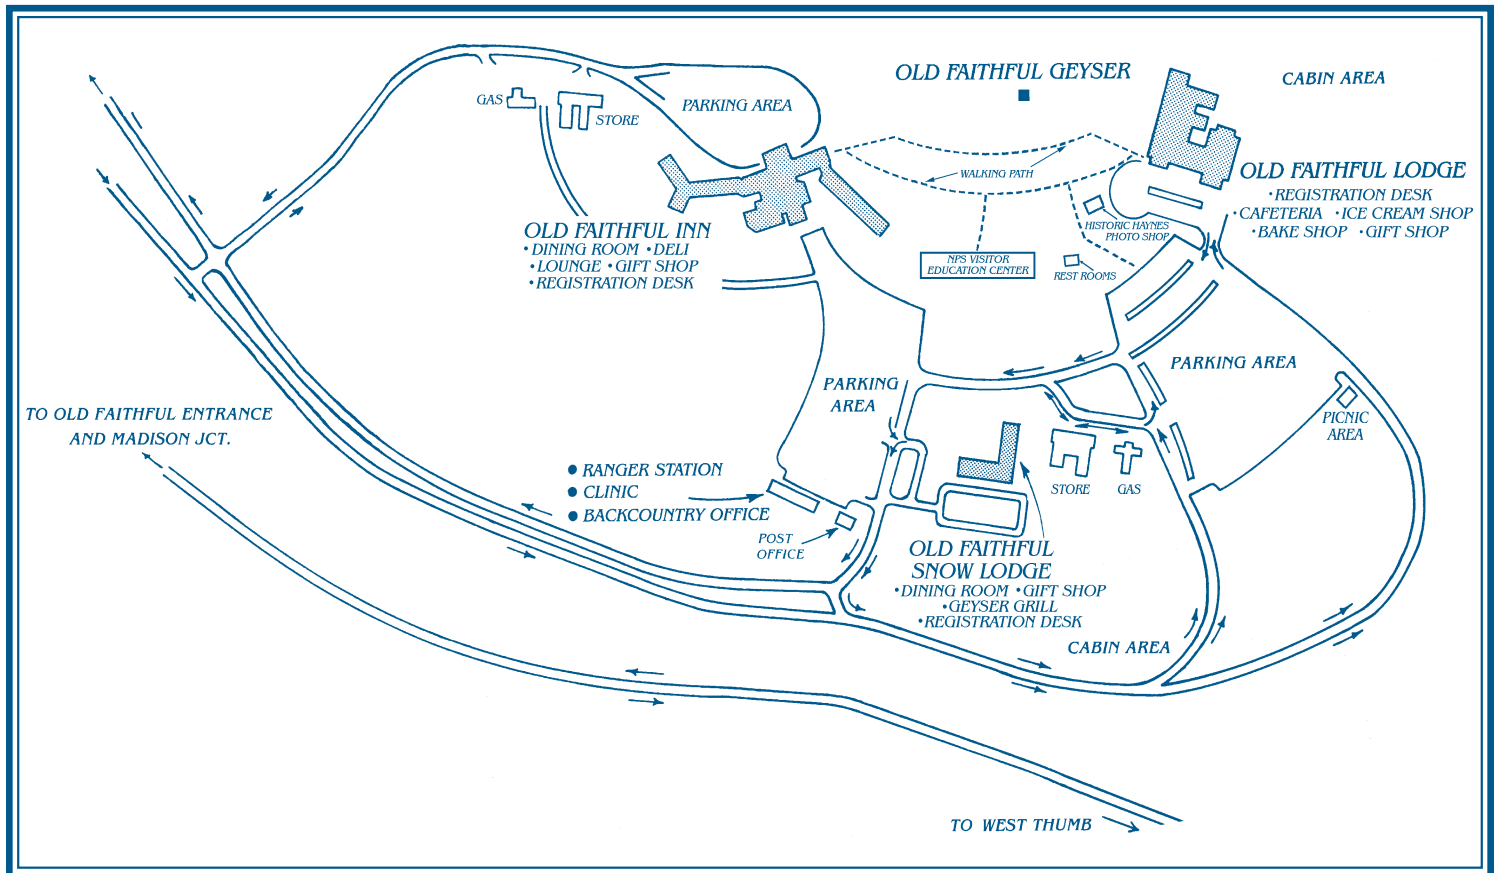 OLD FAITHFUL GEYSER
CABIN AREA
GAS
STORE
PARKING AREA
WALKING PATH
OLD FAITHFUL LODGE
•REGISTRATION DESK
•CAFETERIA •ICE CREAM SHOP
•BAKE SHOP •GIFT SHOP
HISTORIC HAYNES
PHOTO SHOP
OLD FAITHFUL INN
•DINING ROOM •DELI
•LOUNGE •GIFT SHOP
•REGISTRATION DESK
NPS VISITOR
EDUCATION CENTER
REST ROOMS
PARKING AREA
PARKING
AREA
TO OLD FAITHFUL ENTRANCE
AND MADISON JCT.
PICNIC
AREA
• RANGER STATION
• CLINIC
• BACKCOUNTRY OFFICE
STORE
GAS
POST
OFFICE
OLD FAITHFUL
SNOW LODGE
•DINING ROOM •GIFT SHOP
•GEYSER GRILL
•REGISTRATION DESK
CABIN AREA
TO WEST THUMB